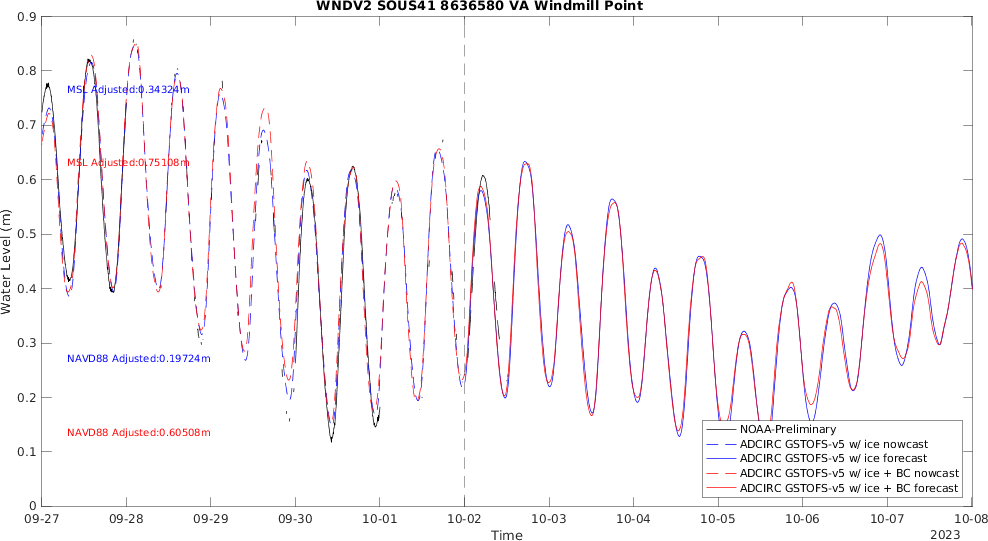 WNDV2 SOUS41 8636580 VA Windmill Point
Water Level (m)
0.9
0.8
0.7
0.6
0.5
0.4
0.3
0.2
0.1
0
MSL Adjusted:0.34324m
MSL Adjusted:0.75108m
NAVD88 Adjusted:0.19724m
NAVD88 Adjusted:0.60508m
NOAA-Preliminary
ADCIRC GSTOFS-v5 w/ ice nowcast
ADCIRC GSTOFS-v5 w/ ice forecast
ADCIRC GSTOFS-v5 w/ ice + BC nowcast
ADCIRC GSTOFS-v5 w/ ice + BC forecast
09-27 09-28 09-29 09-30 10-01 10-02 10-03 10-04 10-05 10-06 10-07 10-08
Time
2023